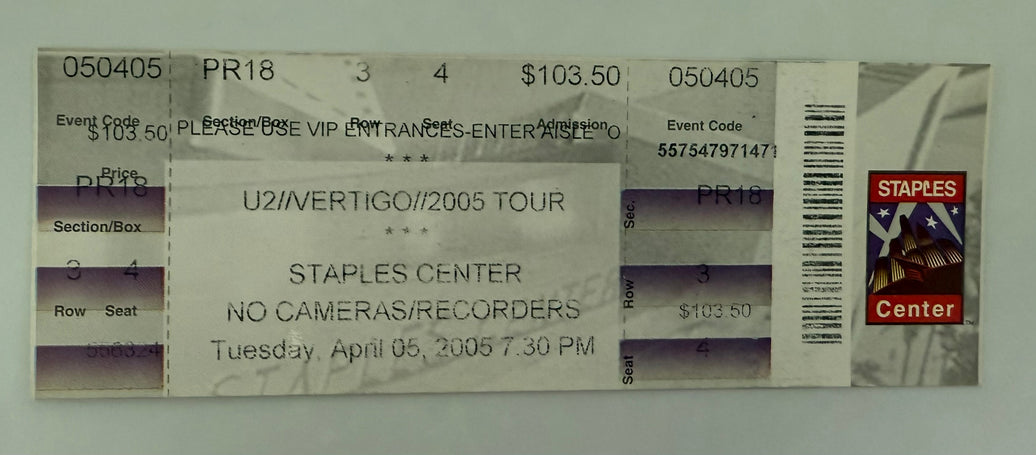 050405 PR18 3 4 $103.50 050405
Event Code Section/Box Row Seat Admission Event Code
$103.50 PLEASE USE VIP ENTRANCES-ENTER AISLE O
557547971471
***
Price
PR18
U2//VERTIGO//2005 TOUR
Sec. PR18
Section/Box
***
3 4
STAPLES CENTER
Row 3
Row Seat
NO CAMERAS/RECORDERS
$103.50
556324
Tuesday, April 05, 2005 7:30 PM
Seat 4
STAPLES
Center
TM